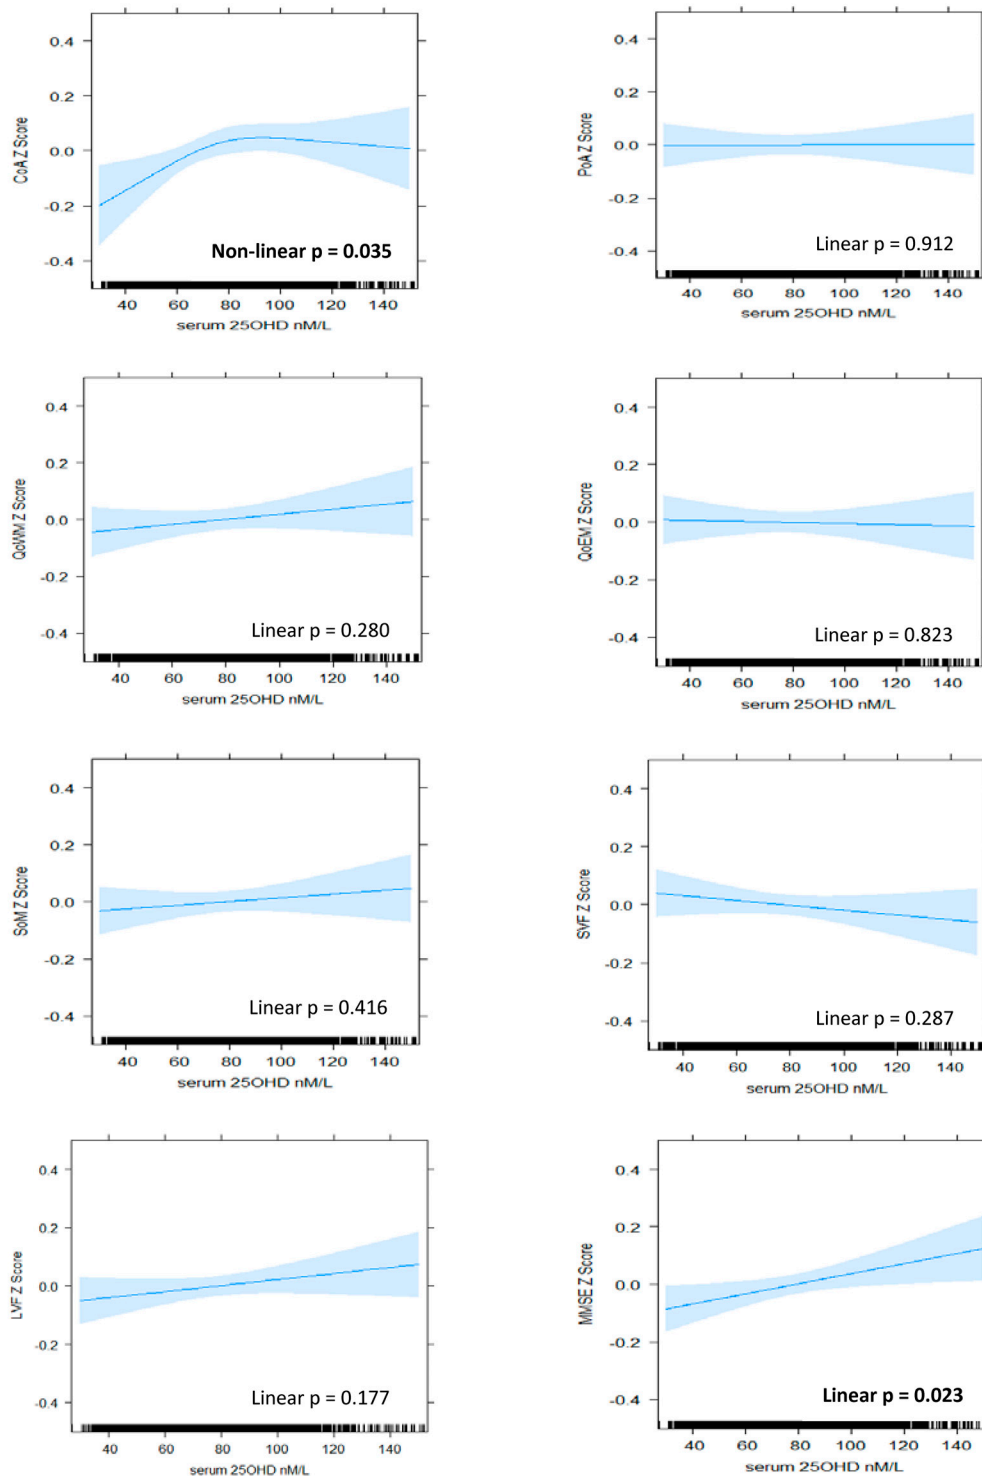 0.4
0.2
0.0
-0.2
-0.4
CoA Z Score
Non-linear p = 0.035
40 60 80 100 120 140
serum 25OHD nM/L
0.4
0.2
0.0
-0.2
-0.4
PoA Z Score
Linear p = 0.912
40 60 80 100 120 140
serum 25OHD nM/L
0.4
0.2
0.0
-0.2
-0.4
QoWM Z Score
Linear p = 0.280
40 60 80 100 120 140
serum 25OHD nM/L
0.4
0.2
0.0
-0.2
-0.4
QoEM Z Score
Linear p = 0.823
40 60 80 100 120 140
serum 25OHD nM/L
0.4
0.2
0.0
-0.2
-0.4
SoM Z Score
Linear p = 0.416
40 60 80 100 120 140
serum 25OHD nM/L
0.4
0.2
0.0
-0.2
-0.4
SVF Z Score
Linear p = 0.287
40 60 80 100 120 140
serum 25OHD nM/L
0.4
0.2
0.0
-0.2
-0.4
LVF Z Score
Linear p = 0.177
40 60 80 100 120 140
serum 25OHD nM/L
0.4
0.2
0.0
-0.2
-0.4
MMSE Z Score
Linear p = 0.023
40 60 80 100 120 140
serum 25OHD nM/L